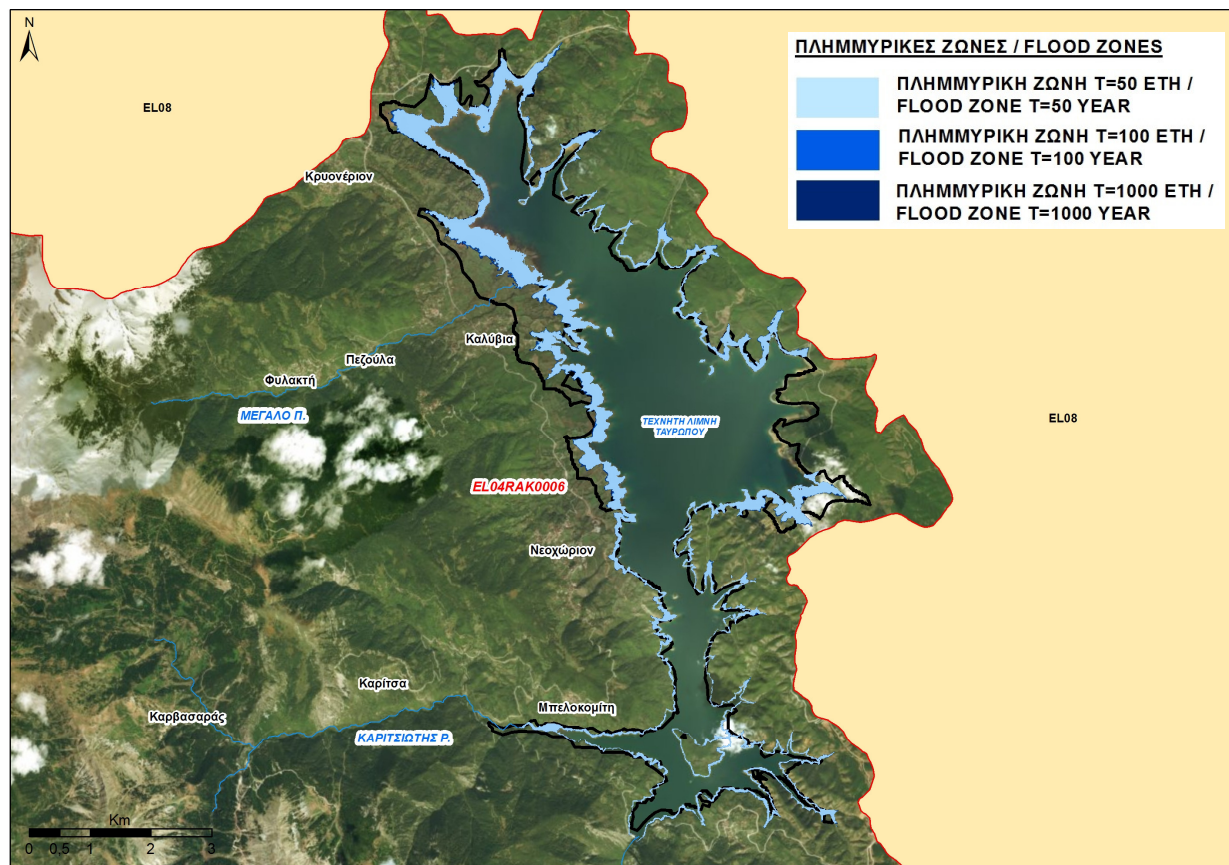 N
ΠΛΗΜΜΥΡΙΚΕΣ ΖΩΝΕΣ / FLOOD ZONES
ΠΛΗΜΜΥΡΙΚΗ ΖΩΝΗ T=50 ΕΤΗ /
FLOOD ZONE T=50 YEAR
ΠΛΗΜΜΥΡΙΚΗ ΖΩΝΗ T=100 ΕΤΗ /
FLOOD ZONE T=100 YEAR
ΠΛΗΜΜΥΡΙΚΗ ΖΩΝΗ T=1000 ΕΤΗ /
FLOOD ZONE T=1000 YEAR
EL08
Κρυονέριον
Καλύβια
Πεζούλα
Φυλακτή
ΜΕΓΑΛΟ Π.
ΤΕΧΝΗΤΗ ΛΙΜΝΗ
ΤΑΥΡΩΠΟΥ
EL08
EL04RAK0006
Νεοχώριον
Καρίτσα
Μπελοκομίτη
Καρβασαράς
ΚΑΡΙΤΣΙΩΤΗΣ Ρ.
Km
0 0,5 1 2 3